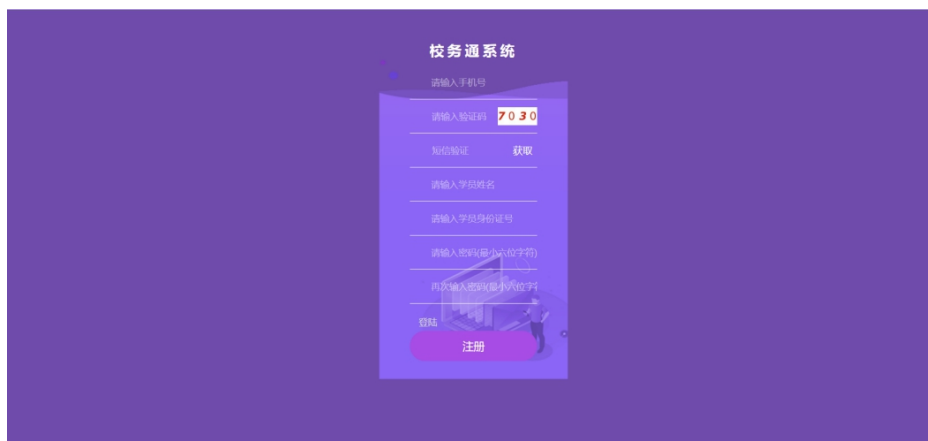 校务通系统
请输入手机号
请输入验证码 7030
短信验证 获取
请输入学员姓名
请输入学员身份证号
请输入密码(最小六位字符)
再次输入密码(最小六位字符
登陆
注册